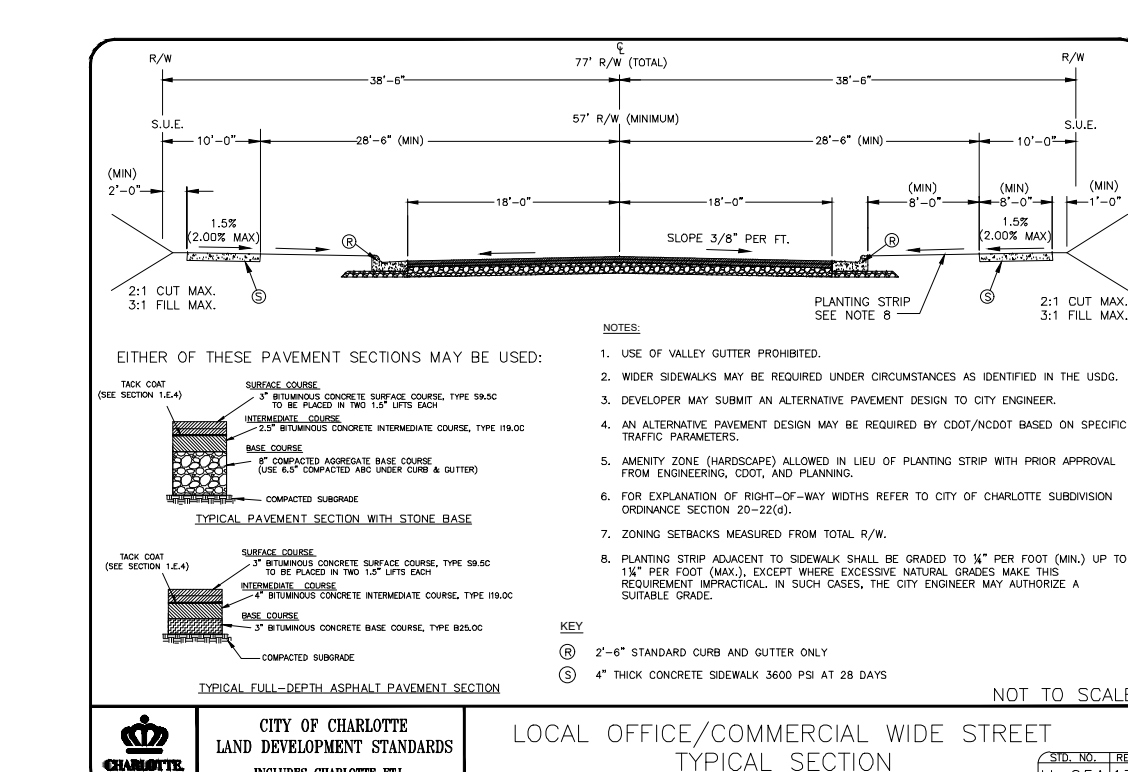 ℄
R/W
77' R/W (TOTAL)
R/W
38'-6"
38'-6"
57' R/W (MINIMUM)
S.U.E.
S.U.E.
10'-0"
28'-6" (MIN)
28'-6" (MIN)
10'-0"
(MIN)
2'-0"
18'-0"
18'-0"
(MIN)
8'-0"
(MIN)
8'-0"
(MIN)
1'-0"
1.5%
(2.00% MAX)
R
SLOPE 3/8" PER FT.
R
1.5%
(2.00% MAX)
2:1 CUT MAX.
3:1 FILL MAX.
S
PLANTING STRIP
SEE NOTE 8
S
2:1 CUT MAX.
3:1 FILL MAX.
EITHER OF THESE PAVEMENT SECTIONS MAY BE USED:
TACK COAT
(SEE SECTION 1.E.4)
SURFACE COURSE
3" BITUMINOUS CONCRETE SURFACE COURSE, TYPE S9.5C
TO BE PLACED IN TWO 1.5" LIFTS EACH
INTERMEDIATE COURSE
2.5" BITUMINOUS CONCRETE INTERMEDIATE COURSE, TYPE I19.0C
BASE COURSE
8" COMPACTED AGGREGATE BASE COURSE
(USE 6.5" COMPACTED ABC UNDER CURB & GUTTER)
COMPACTED SUBGRADE
TYPICAL PAVEMENT SECTION WITH STONE BASE
TACK COAT
(SEE SECTION 1.E.4)
SURFACE COURSE
3" BITUMINOUS CONCRETE SURFACE COURSE, TYPE S9.5C
TO BE PLACED IN TWO 1.5" LIFTS EACH
INTERMEDIATE COURSE
4" BITUMINOUS CONCRETE INTERMEDIATE COURSE, TYPE I19.0C
BASE COURSE
3" BITUMINOUS CONCRETE BASE COURSE, TYPE B25.0C
COMPACTED SUBGRADE
TYPICAL FULL-DEPTH ASPHALT PAVEMENT SECTION
NOTES:
1. USE OF VALLEY GUTTER PROHIBITED.
2. WIDER SIDEWALKS MAY BE REQUIRED UNDER CIRCUMSTANCES AS IDENTIFIED IN THE USDG.
3. DEVELOPER MAY SUBMIT AN ALTERNATIVE PAVEMENT DESIGN TO CITY ENGINEER.
4. AN ALTERNATIVE PAVEMENT DESIGN MAY BE REQUIRED BY CDOT/NCDOT BASED ON SPECIFIC
TRAFFIC PARAMETERS.
5. AMENITY ZONE (HARDSCAPE) ALLOWED IN LIEU OF PLANTING STRIP WITH PRIOR APPROVAL
FROM ENGINEERING, CDOT, AND PLANNING.
6. FOR EXPLANATION OF RIGHT-OF-WAY WIDTHS REFER TO CITY OF CHARLOTTE SUBDIVISION
ORDINANCE SECTION 20-22(d).
7. ZONING SETBACKS MEASURED FROM TOTAL R/W.
8. PLANTING STRIP ADJACENT TO SIDEWALK SHALL BE GRADED TO ¼" PER FOOT (MIN.) UP TO
1¼" PER FOOT (MAX.), EXCEPT WHERE EXCESSIVE NATURAL GRADES MAKE THIS
REQUIREMENT IMPRACTICAL. IN SUCH CASES, THE CITY ENGINEER MAY AUTHORIZE A
SUITABLE GRADE.
KEY
R 2'-6" STANDARD CURB AND GUTTER ONLY
S 4" THICK CONCRETE SIDEWALK 3600 PSI AT 28 DAYS
NOT TO SCALE
CHARLOTTE
CITY OF CHARLOTTE
LAND DEVELOPMENT STANDARDS
INCLUDES CHARLOTTE ETJ
LOCAL OFFICE/COMMERCIAL WIDE STREET
TYPICAL SECTION
STD. NO.